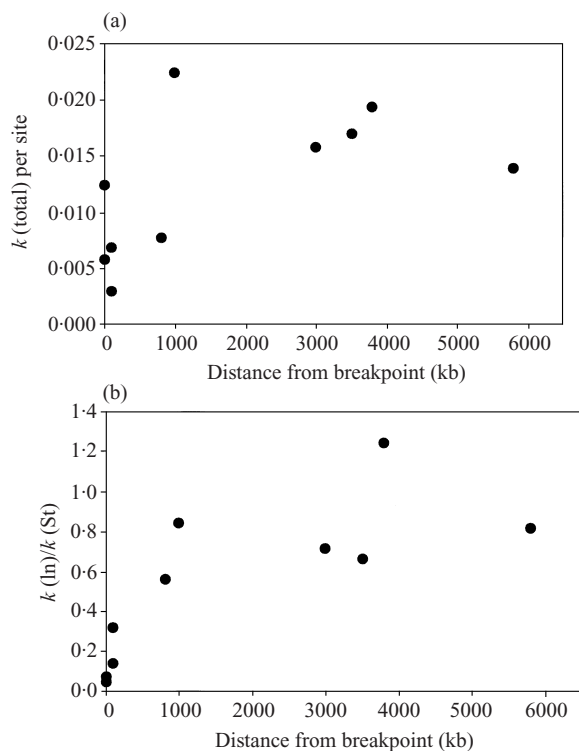 (a)
0·025
0·020
0·015
0·010
0·005
0·000
k (total) per site
0 1000 2000 3000 4000 5000 6000
Distance from breakpoint (kb)
(b)
1·4
1·2
1·0
0·8
0·6
0·4
0·2
0·0
k (ln)/k (St)
0 1000 2000 3000 4000 5000 6000
Distance from breakpoint (kb)